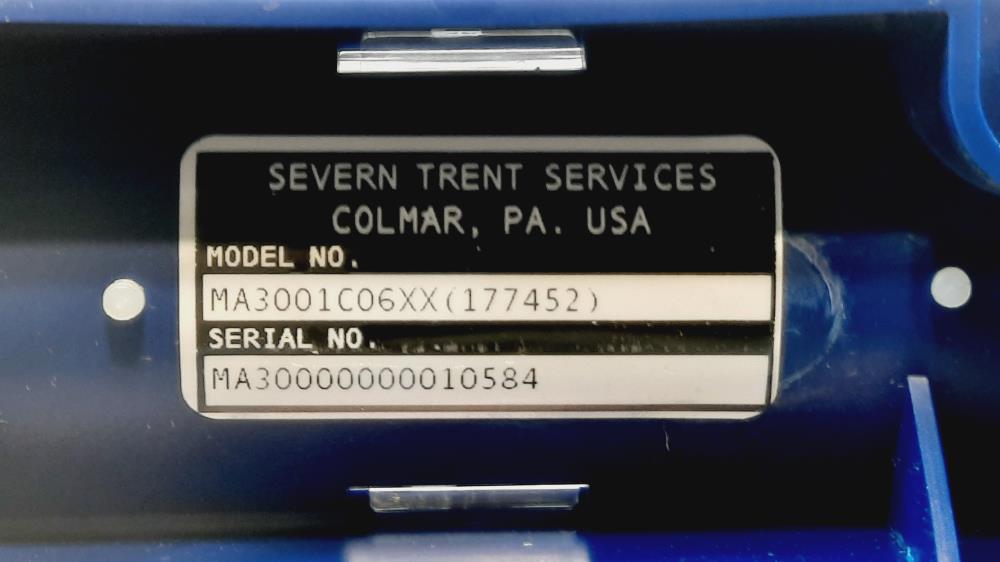 SEVERN TRENT SERVICES
COLMAR, PA. USA
MODEL NO.
MA3001C06XX(177452)
SERIAL NO.
MA30000000010584